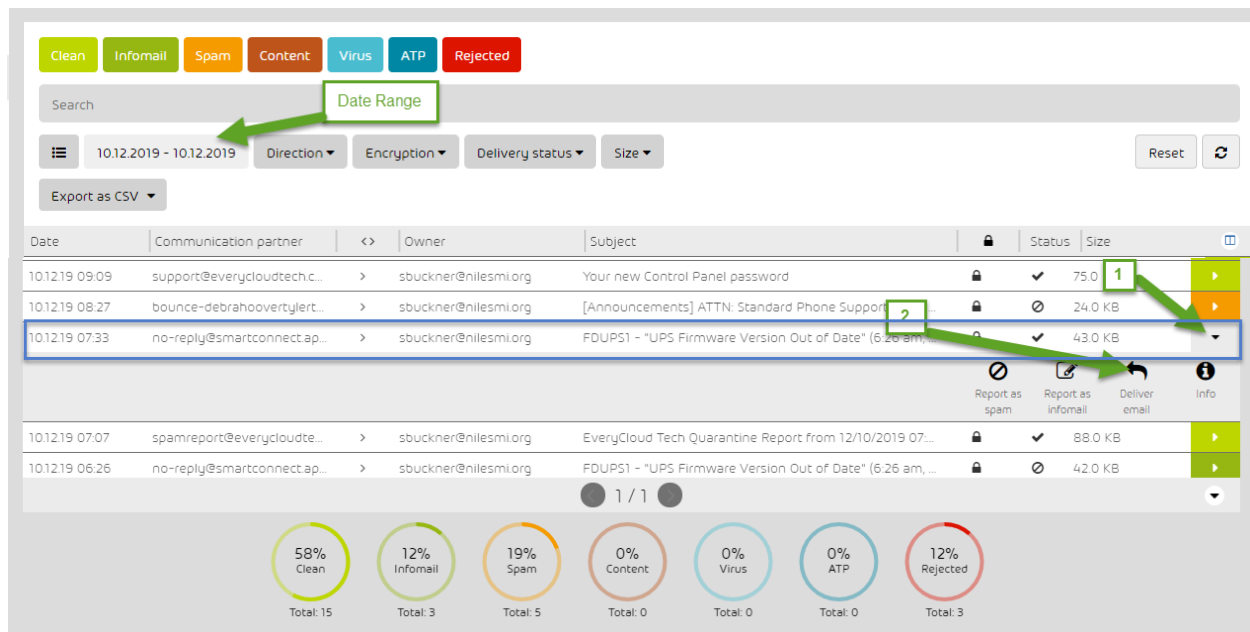 Clean Infomail Spam Content Virus ATP Rejected
Search
Date Range
10.12.2019 - 10.12.2019 Direction Encryption Delivery status Size Reset
Export as CSV
Date Communication partner <> Owner Subject Status Size
10.12.19 09:09 support@everycloudtech.c... > sbuckner@nilesmi.org Your new Control Panel password 75.0
1
10.12.19 08:27 bounce-debrahoovertylert... > sbuckner@nilesmi.org [Announcements] ATTN: Standard Phone Support ... 24.0 KB
2
10.12.19 07:33 no-reply@smartconnect.ap... > sbuckner@nilesmi.org FDUPS1 - "UPS Firmware Version Out of Date" (6:26 am, ... 43.0 KB
Report as spam Report as infomail Deliver email Info
10.12.19 07:07 spamreport@everycloudte... > sbuckner@nilesmi.org EveryCloud Tech Quarantine Report from 12/10/2019 07:... 88.0 KB
10.12.19 06:26 no-reply@smartconnect.ap... > sbuckner@nilesmi.org FDUPS1 - "UPS Firmware Version Out of Date" (6:26 am, ... 42.0 KB
1 / 1
58% 12% 19% 0% 0% 0% 12%
Clean Infomail Spam Content Virus ATP Rejected
Total: 15 Total: 3 Total: 5 Total: 0 Total: 0 Total: 0 Total: 3